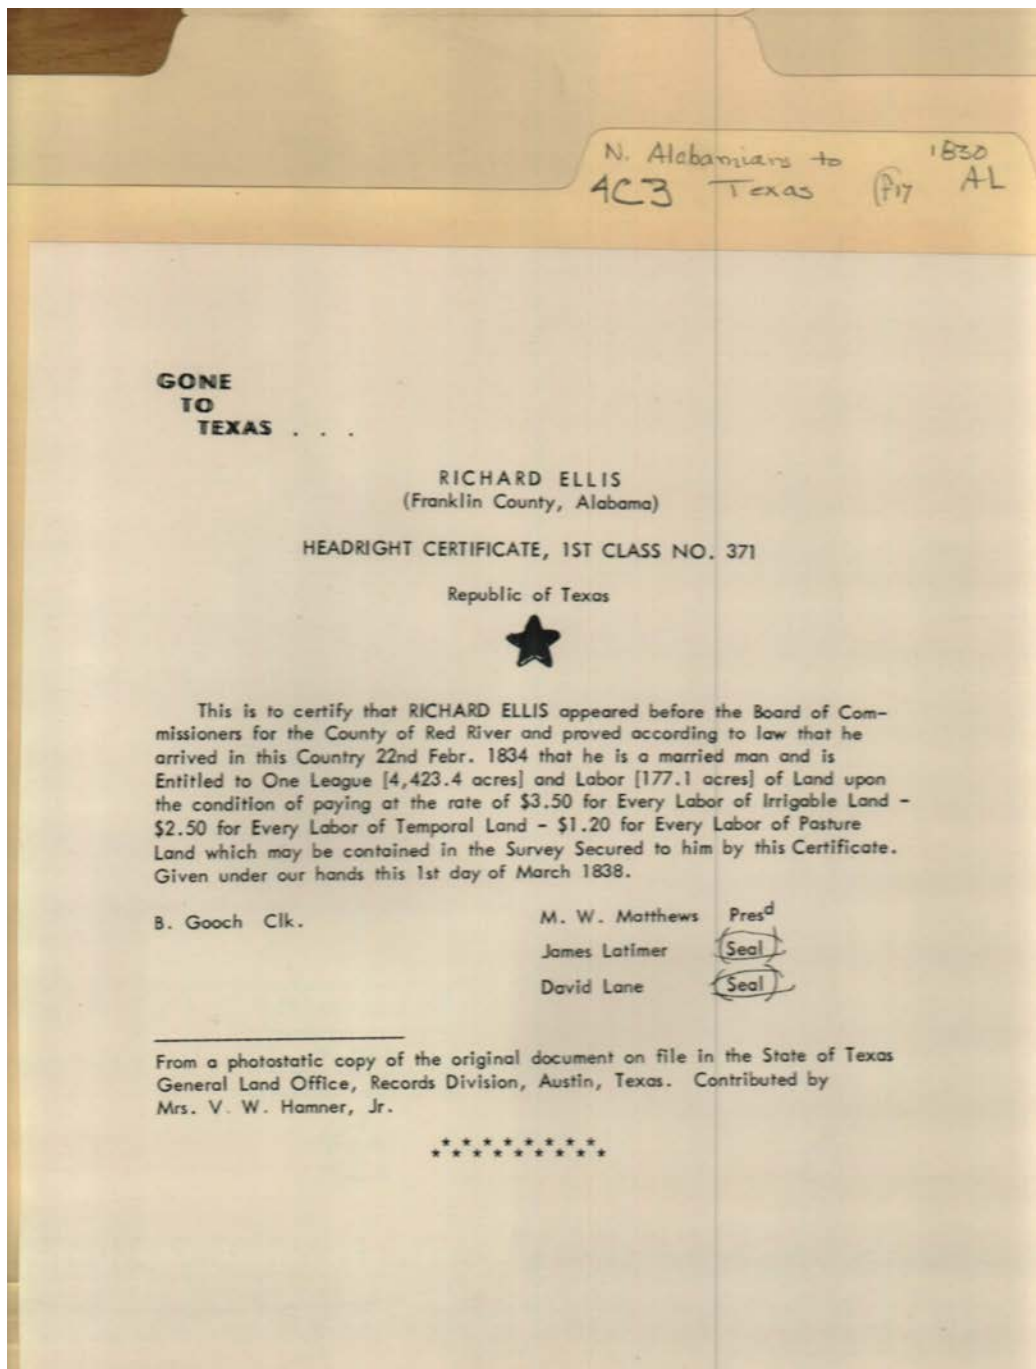 N. Alabamians to 1830
4C3 Texas AL
GONE
TO
TEXAS . . .
RICHARD ELLIS
(Franklin County, Alabama)
HEADRIGHT CERTIFICATE, 1ST CLASS NO. 371
Republic of Texas
This is to certify that RICHARD ELLIS appeared before the Board of Com-
missioners for the County of Red River and proved according to law that he
arrived in this Country 22nd Febr. 1834 that he is a married man and is
Entitled to One League [4,423.4 acres] and Labor [177.1 acres] of Land upon
the condition of paying at the rate of $3.50 for Every Labor of Irrigable Land -
$2.50 for Every Labor of Temporal Land - $1.20 for Every Labor of Pasture
Land which may be contained in the Survey Secured to him by this Certificate.
Given under our hands this 1st day of March 1838.
B. Gooch Clk. M. W. Matthews Presd
James Latimer Seal
David Lane Seal
From a photostatic copy of the original document on file in the State of Texas
General Land Office, Records Division, Austin, Texas. Contributed by
Mrs. V. W. Hamner, Jr.